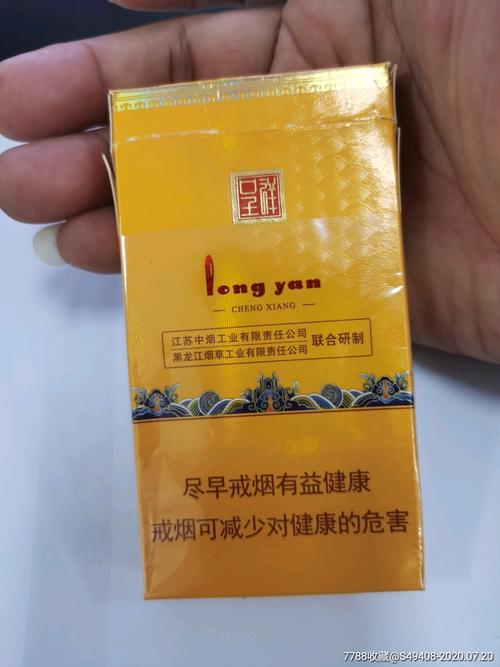 呈祥
long yan
CHENG XIANG
江苏中烟工业有限责任公司
黑龙江烟草工业有限责任公司
联合研制
尽早戒烟有益健康
戒烟可减少对健康的危害
7788收藏@S49408-2020.07.20